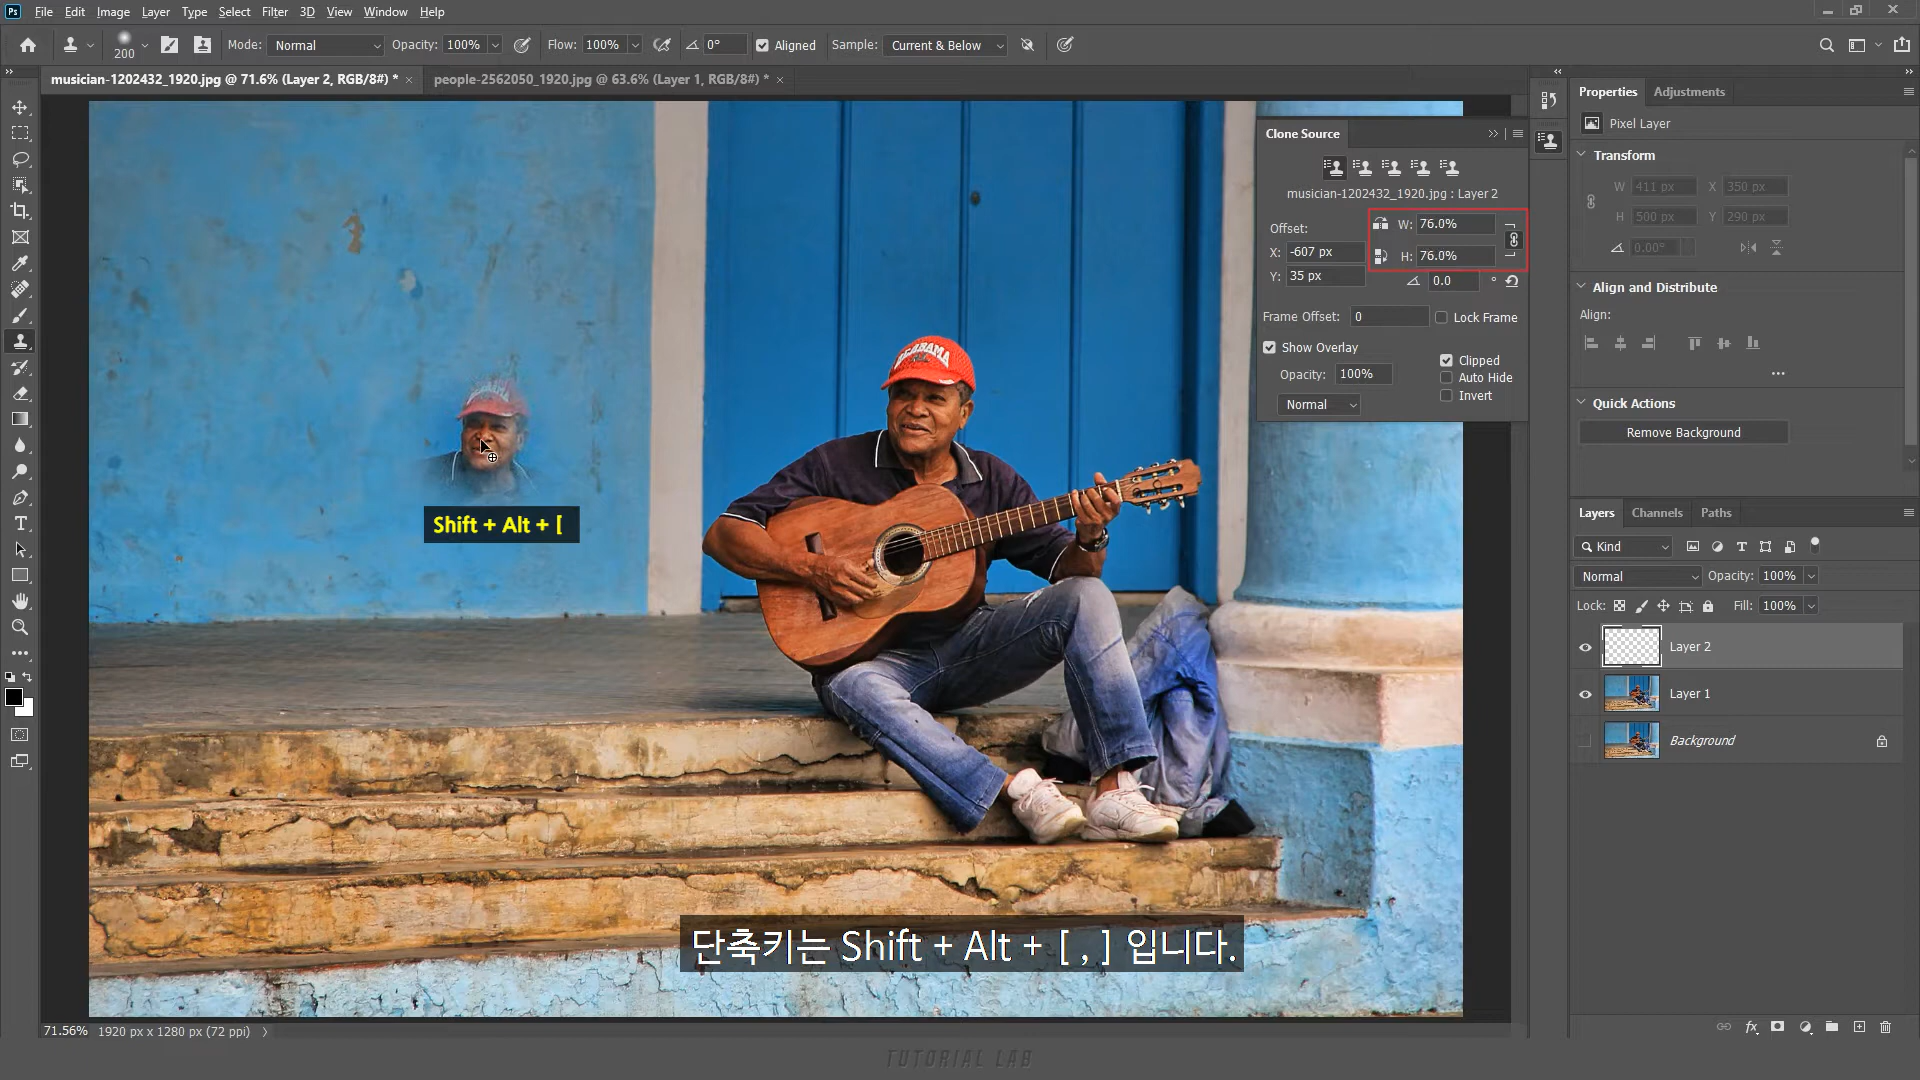 Ps File Edit Image Layer Type Select Filter 3D View Window Help
200 Mode: Normal Opacity: 100% Flow: 100% 0° Aligned Sample: Current & Below
musician-1202432_1920.jpg @ 71.6% (Layer 2, RGB/8#) * × people-2562050_1920.jpg @ 63.6% (Layer 1, RGB/8#) * ×
Clone Source
musician-1202432_1920.jpg : Layer 2
Offset:
W: 76.0%
X: -607 px
H: 76.0%
Y: 35 px
0.0 °
Frame Offset: 0 Lock Frame
Show Overlay
Opacity: 100%
Normal
Clipped
Auto Hide
Invert
Shift + Alt + [
단축키는 Shift + Alt + [ , ] 입니다.
Properties Adjustments
Pixel Layer
Transform
W 411 px X 350 px
H 500 px Y 290 px
0.00°
Align and Distribute
Align:
Quick Actions
Remove Background
Layers Channels Paths
Kind
Normal Opacity: 100%
Lock: Fill: 100%
Layer 2
Layer 1
Background
fx
71.56% 1920 px x 1280 px (72 ppi)
TUTORIAL LAB